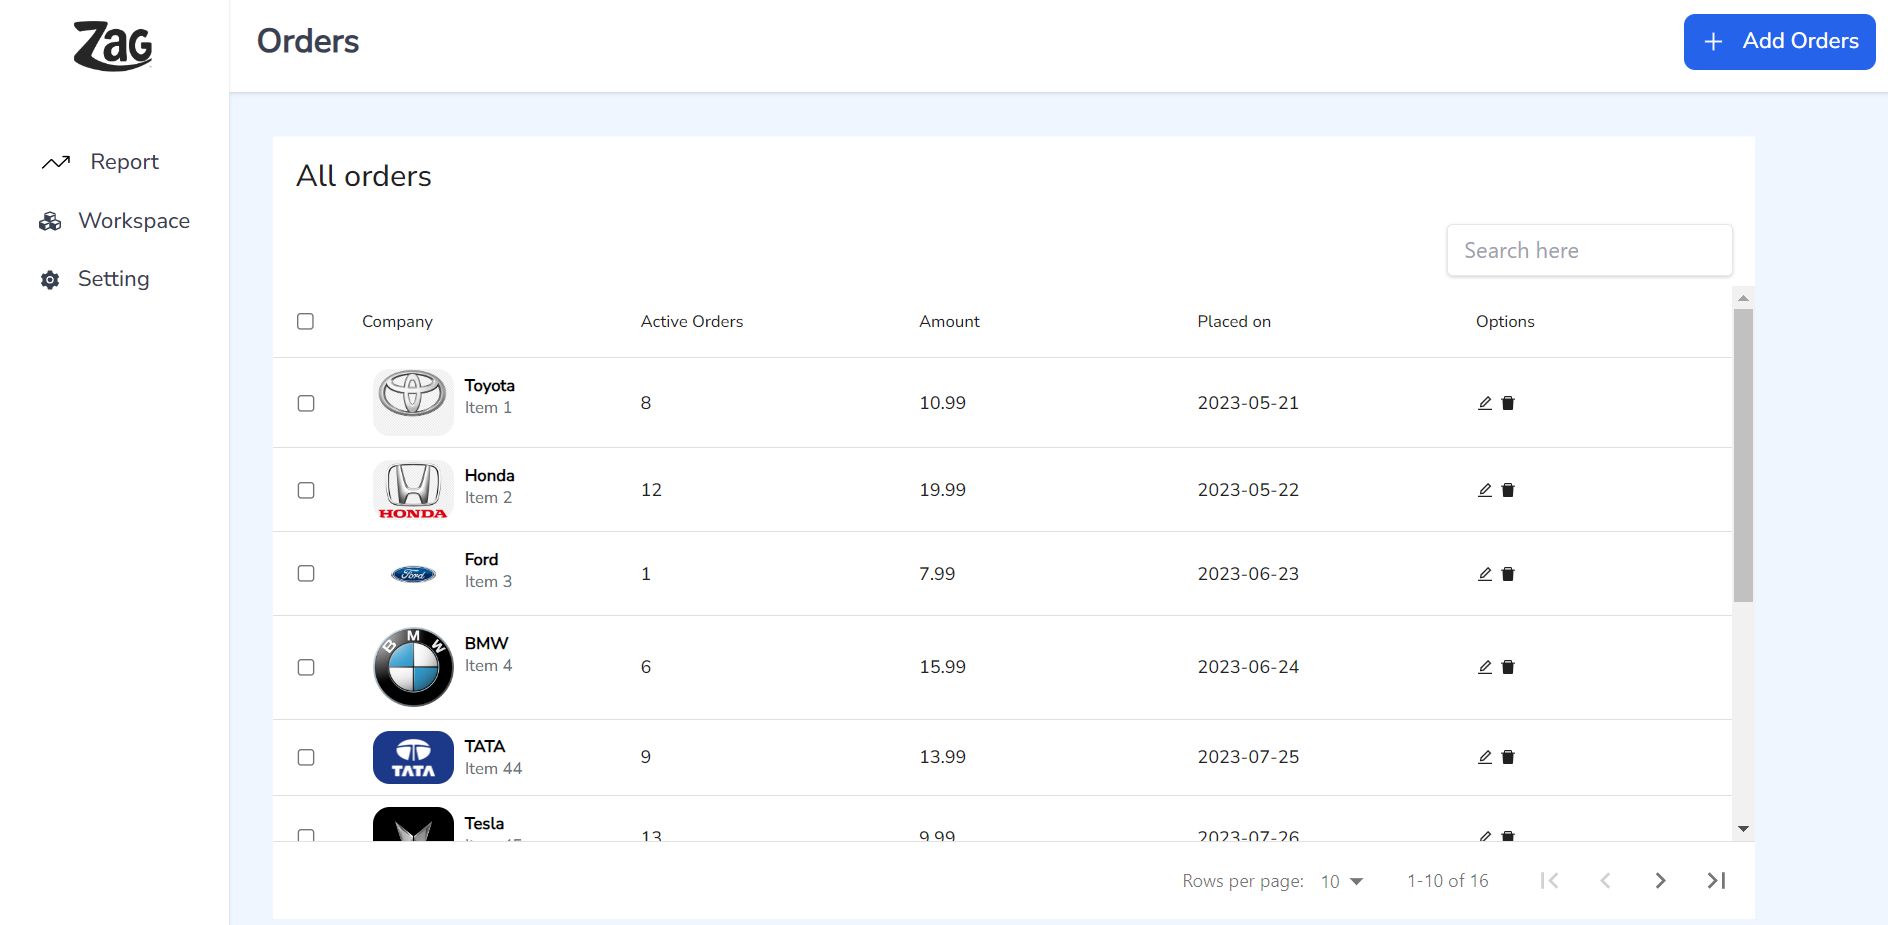 Zag
Orders
+ Add Orders
Report
Workspace
Setting
All orders
Search here
Company Active Orders Amount Placed on Options
Toyota
Item 1
8 10.99 2023-05-21
HONDA
Honda
Item 2
12 19.99 2023-05-22
Ford
Ford
Item 3
1 7.99 2023-06-23
BMW
BMW
Item 4
6 15.99 2023-06-24
TATA
TATA
Item 44
9 13.99 2023-07-25
Tesla
13 9.99 2023-07-26
Rows per page: 10 1-10 of 16